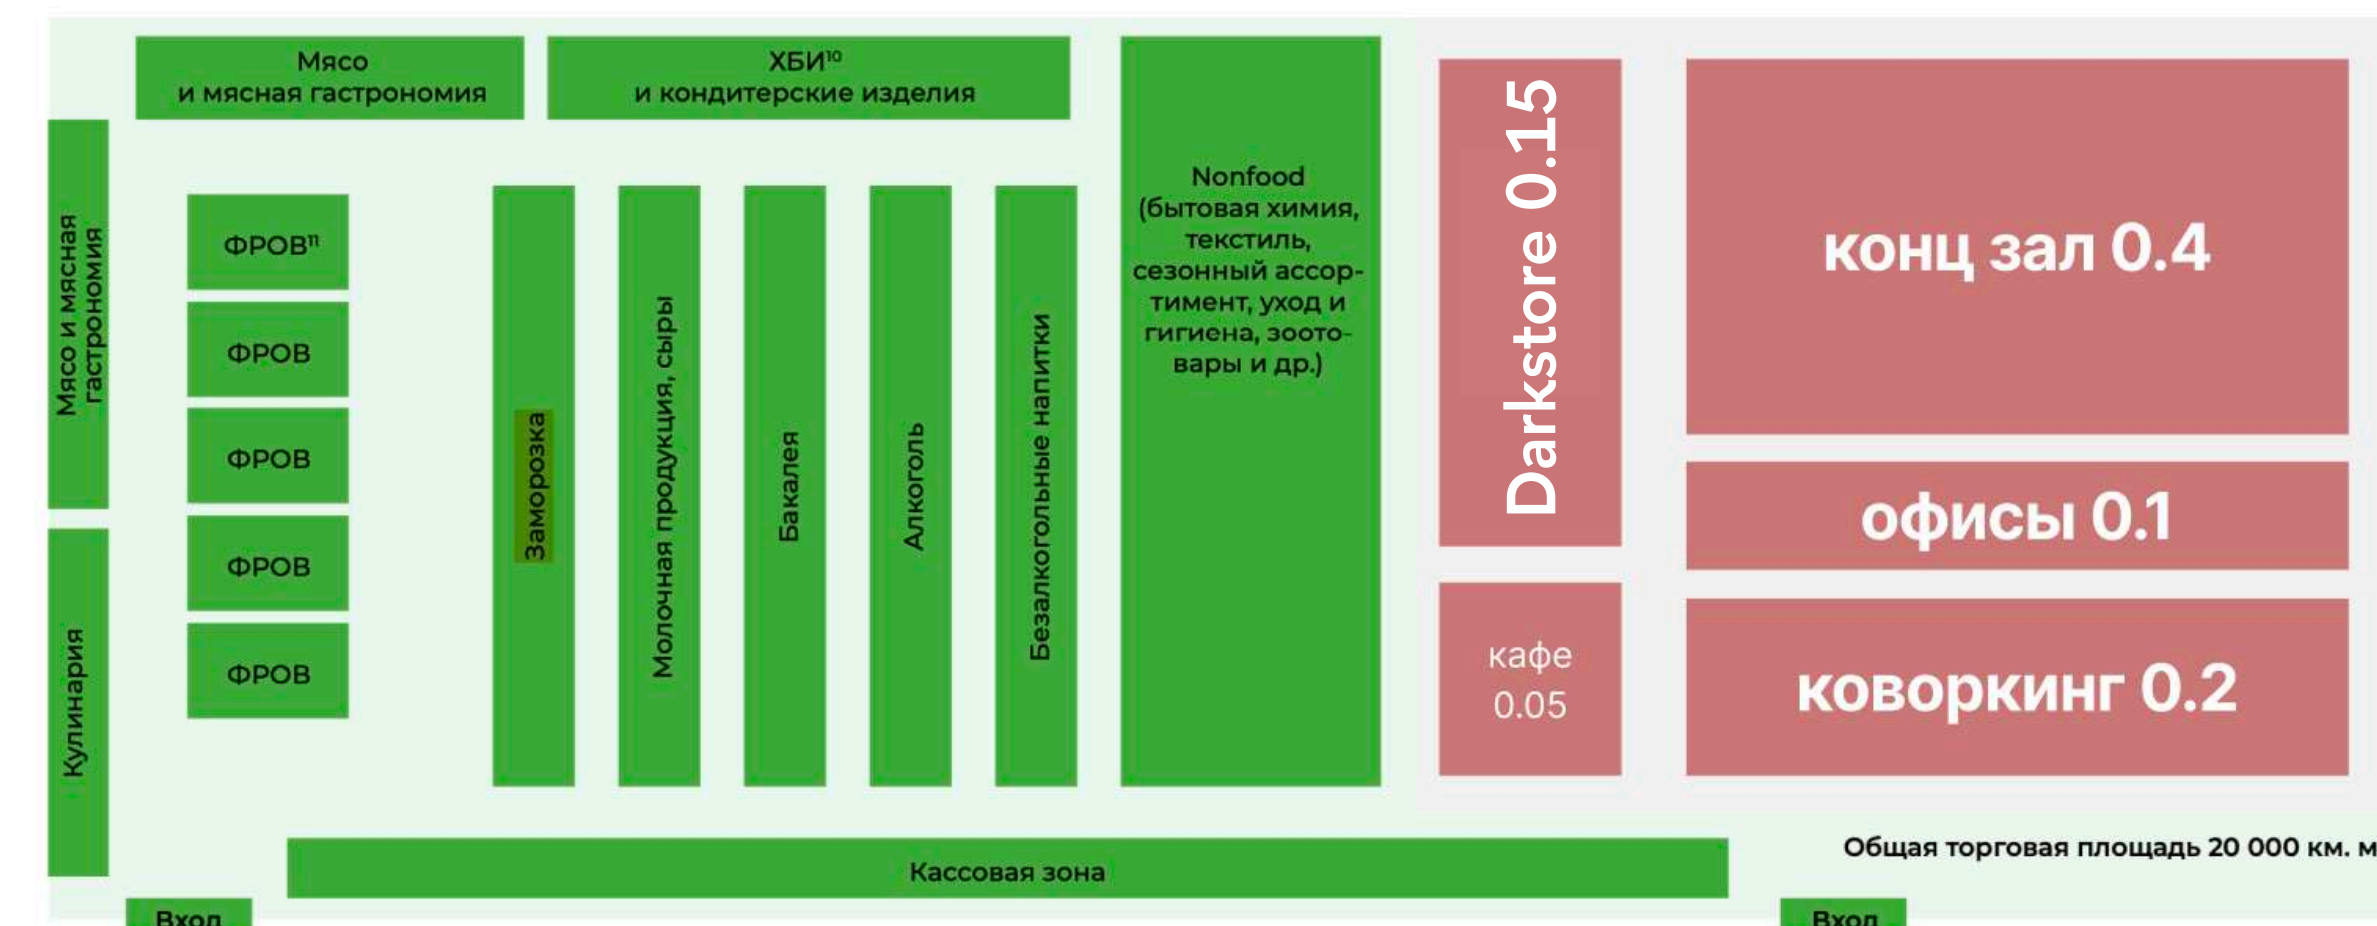 Мясо
и мясная гастрономия
ХБИ¹⁰
и кондитерские изделия
Мясо и мясная
гастрономия
Кулинария
ФРОВ¹¹
ФРОВ
ФРОВ
ФРОВ
ФРОВ
Заморозка
Молочная продукция, сыры
Бакалея
Алкоголь
Безалкогольные напитки
Nonfood
(бытовая химия,
текстиль,
сезонный ассор-
тимент, уход и
гигиена, зоото-
вары и др.)
Darkstore 0.15
кафе
0.05
конц зал 0.4
офисы 0.1
коворкинг 0.2
Общая торговая площадь 20 000 км. м
Кассовая зона
Вход
Вход